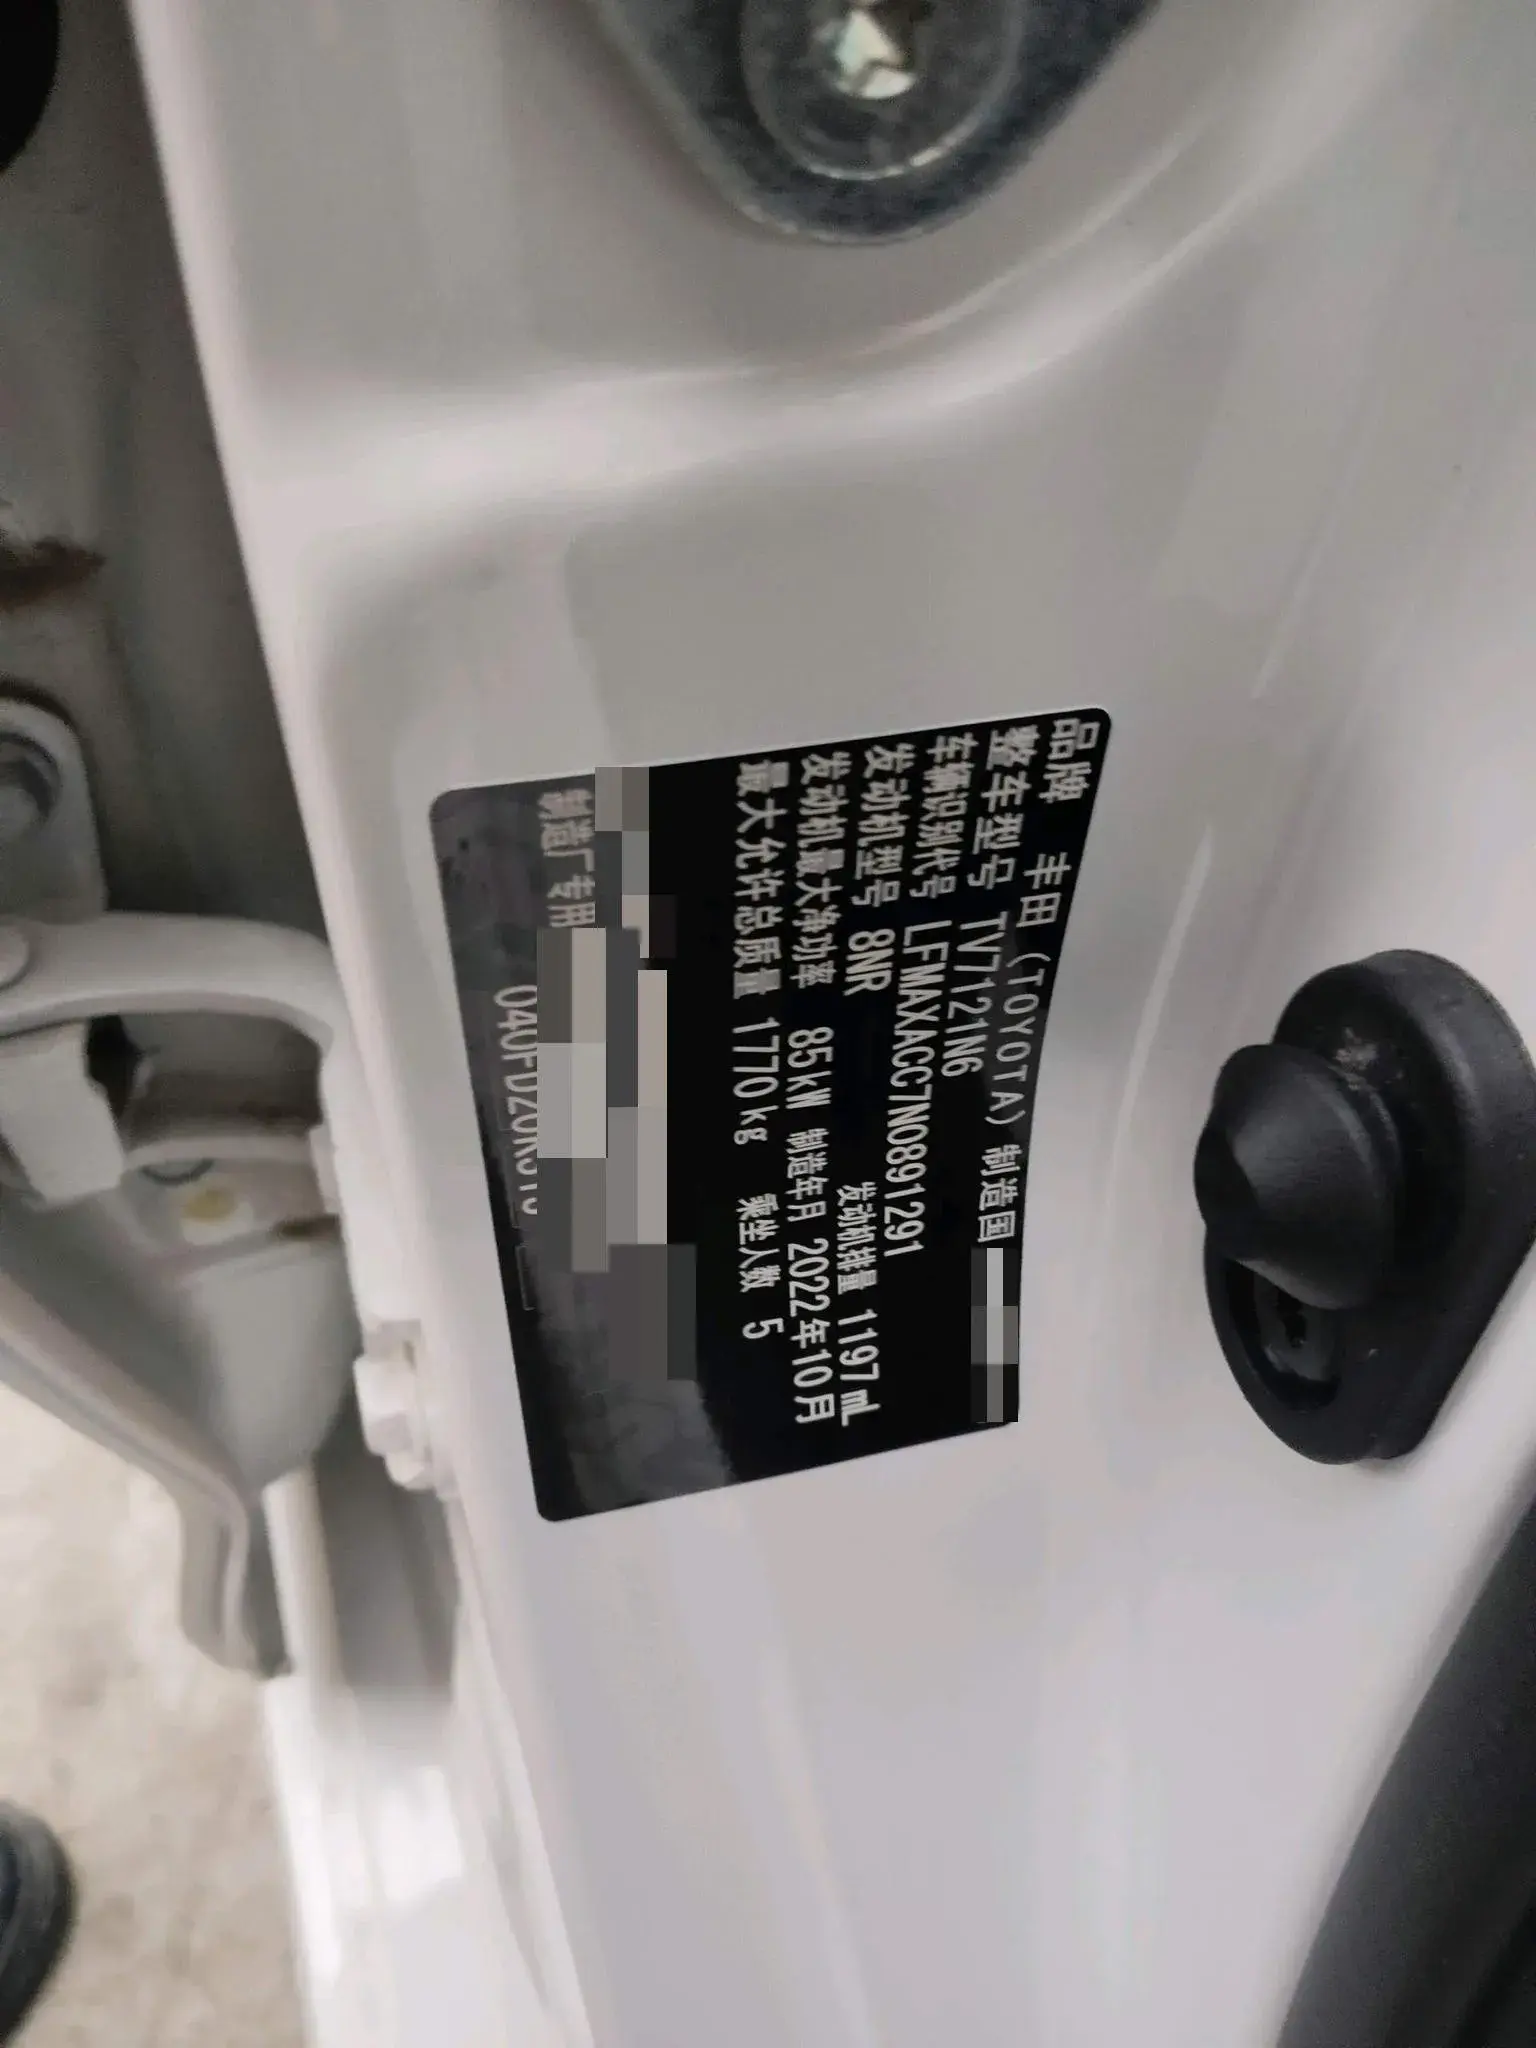 品牌 丰田 (TOYOTA) 制造国
整车型号 TV7121N6
车辆识别代号 LFMAXACC7N0891291
发动机型号 8NR 发动机排量 1197mL
发动机最大净功率 85kW 制造年月 2022年10月
最大允许总质量 1770kg 乘坐人数 5
制造厂专用